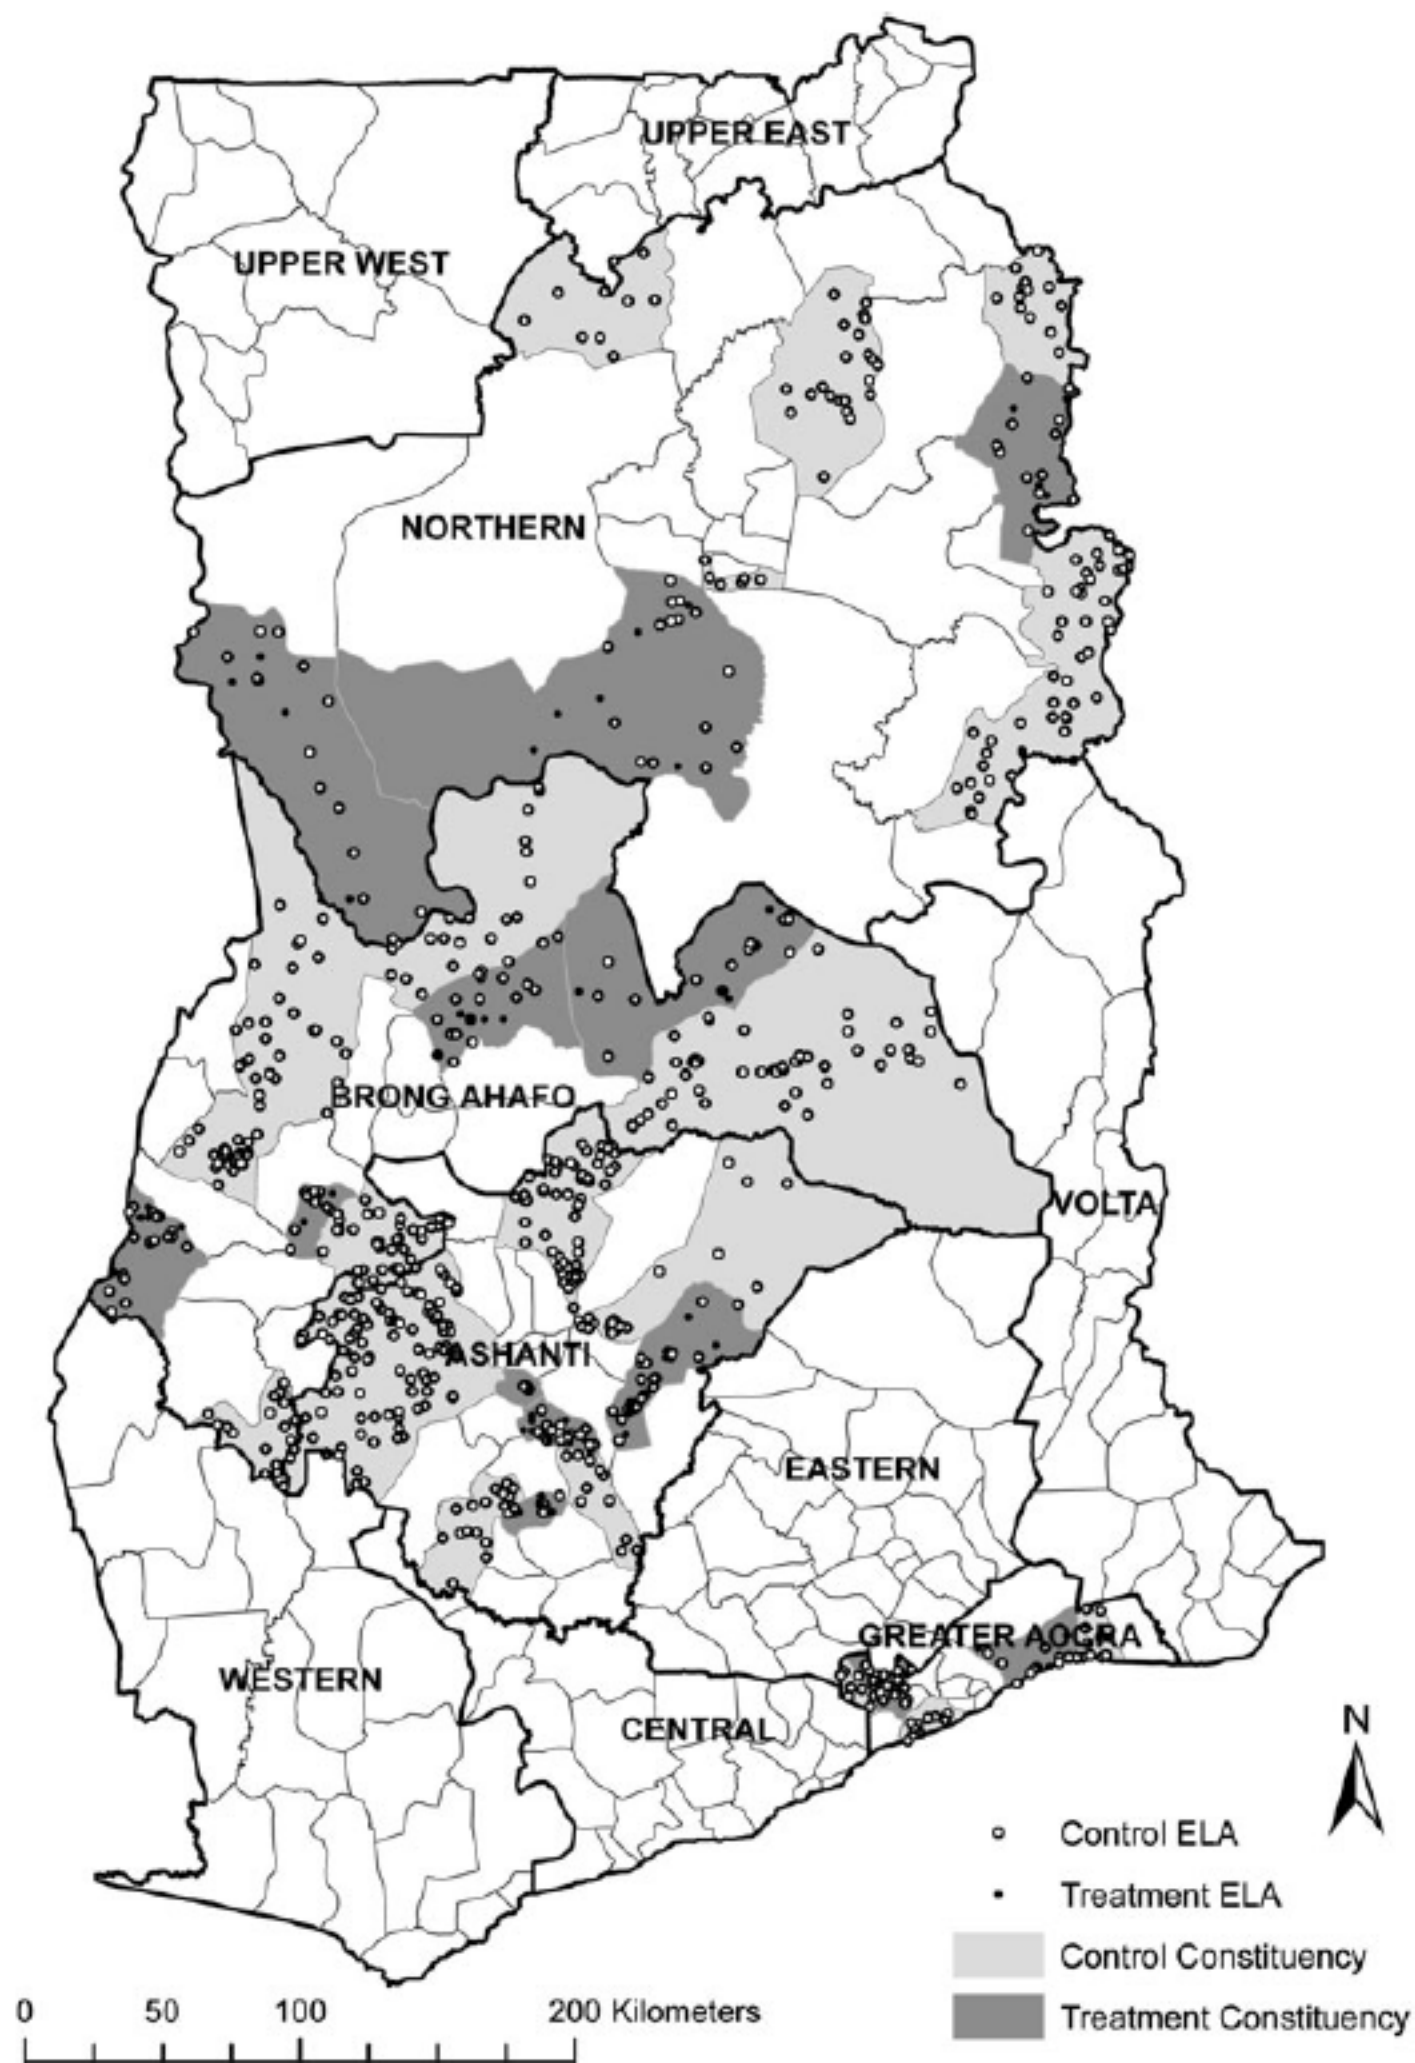 UPPER EAST
UPPER WEST
NORTHERN
BRONG AHAFO
VOLTA
ASHANTI
EASTERN
GREATER ACCRA
WESTERN
CENTRAL
N
Control ELA
Treatment ELA
Control Constituency
Treatment Constituency
0 50 100 200 Kilometers